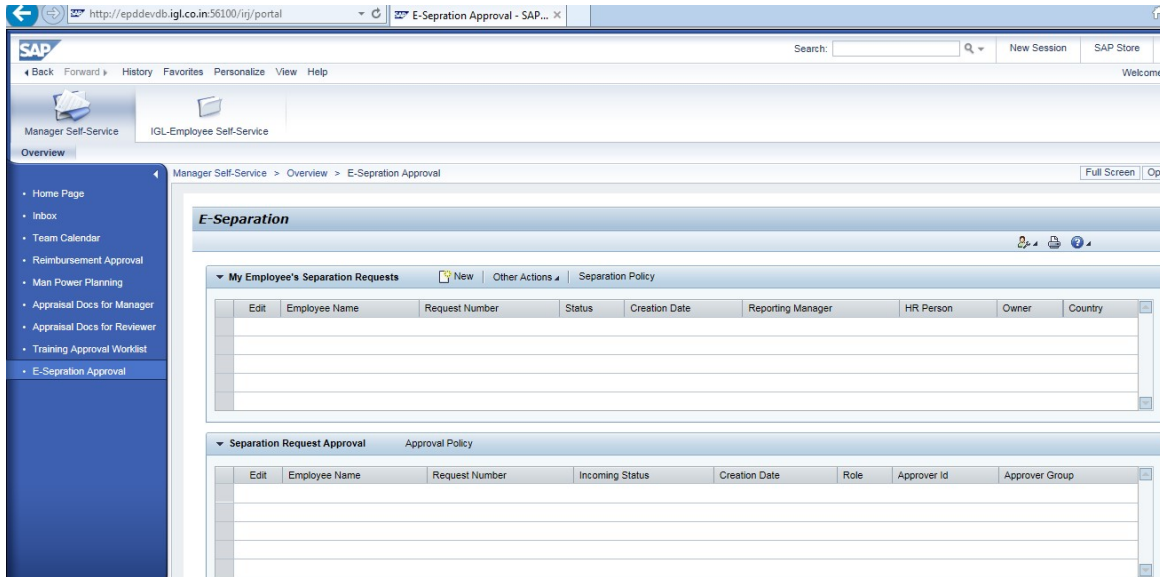 http://epddevdb.igl.co.in:56100/irj/portal E-Sepration Approval - SAP...
SAP Search: New Session SAP Store
Back Forward History Favorites Personalize View Help Welcome
Manager Self-Service IGL-Employee Self-Service
Overview
Manager Self-Service > Overview > E-Sepration Approval Full Screen Op
• Home Page
• Inbox
• Team Calendar
• Reimbursement Approval
• Man Power Planning
• Appraisal Docs for Manager
• Appraisal Docs for Reviewer
• Training Approval Worklist
• E-Sepration Approval
E-Separation
My Employee's Separation Requests New Other Actions Separation Policy
Edit Employee Name Request Number Status Creation Date Reporting Manager HR Person Owner Country
Separation Request Approval Approval Policy
Edit Employee Name Request Number Incoming Status Creation Date Role Approver Id Approver Group